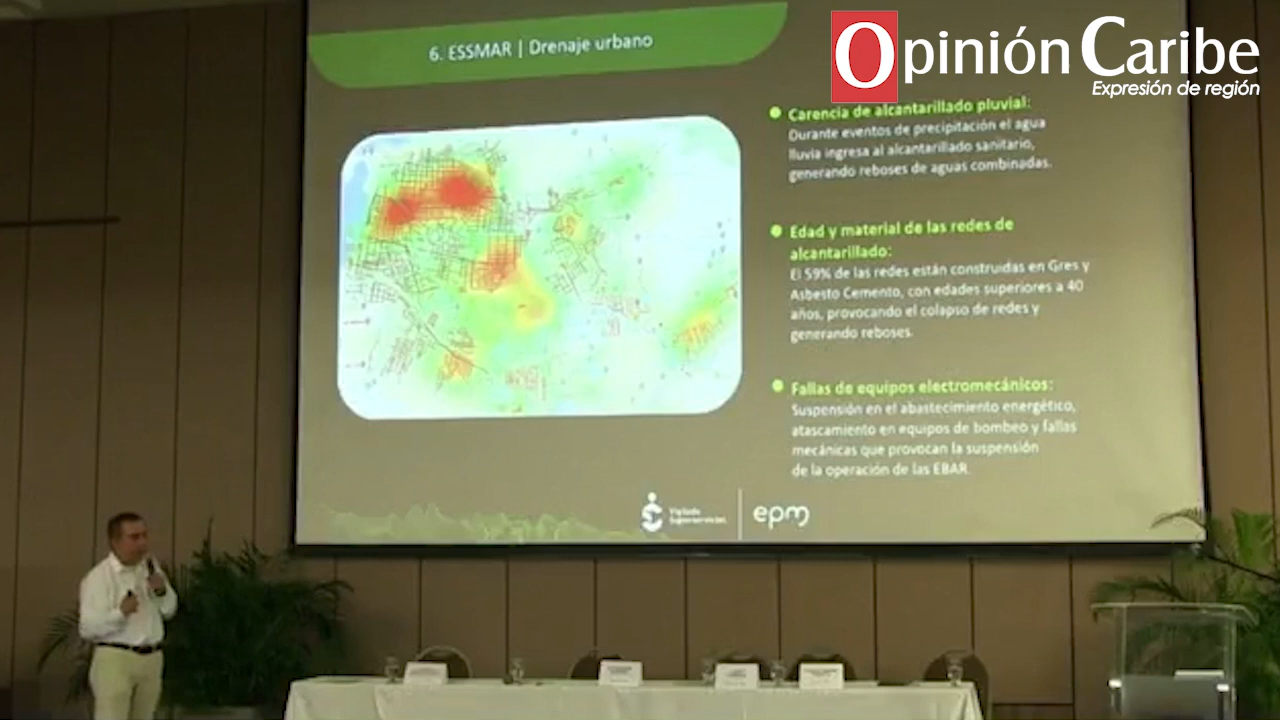 Opinión Caribe
Expresión de región
6. ESSMAR | Drenaje urbano
Carencia de alcantarillado pluvial:
Durante eventos de precipitación el agua
lluvia ingresa al alcantarillado sanitario,
generando reboses de aguas combinadas.
Edad y material de las redes de
alcantarillado:
El 59% de las redes están construidas en Gres y
Asbesto Cemento, con edades superiores a 40
años, provocando el colapso de redes y
generando reboses.
Fallas de equipos electromecánicos:
Suspensión en el abastecimiento energético,
atascamiento en equipos de bombeo y fallas
mecánicas que provocan la suspensión
de la operación de las EBAR.
Vigilado
Superservicios
epm